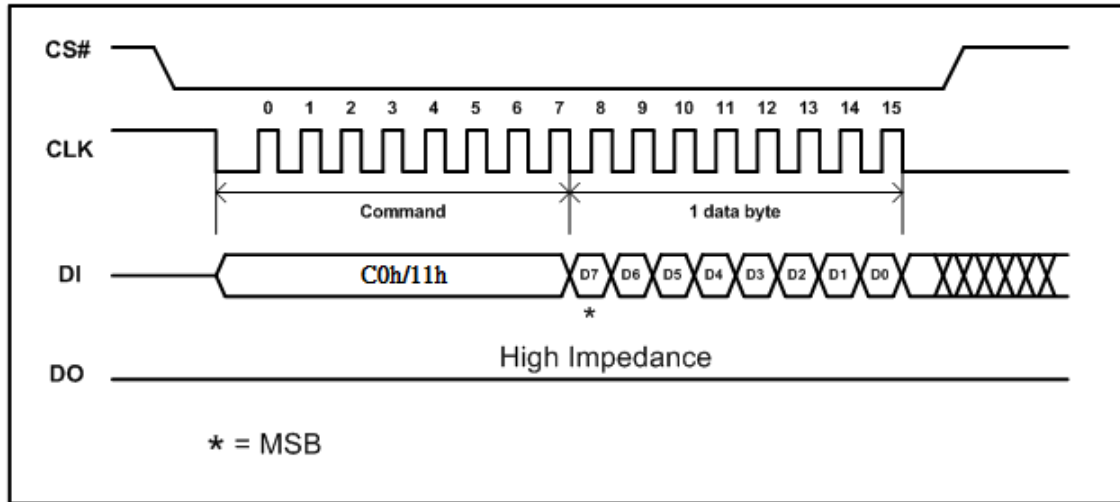 CS#
0 1 2 3 4 5 6 7 8 9 10 11 12 13 14 15
CLK
Command 1 data byte
DI C0h/11h D7 D6 D5 D4 D3 D2 D1 D0
*
High Impedance
DO
* = MSB